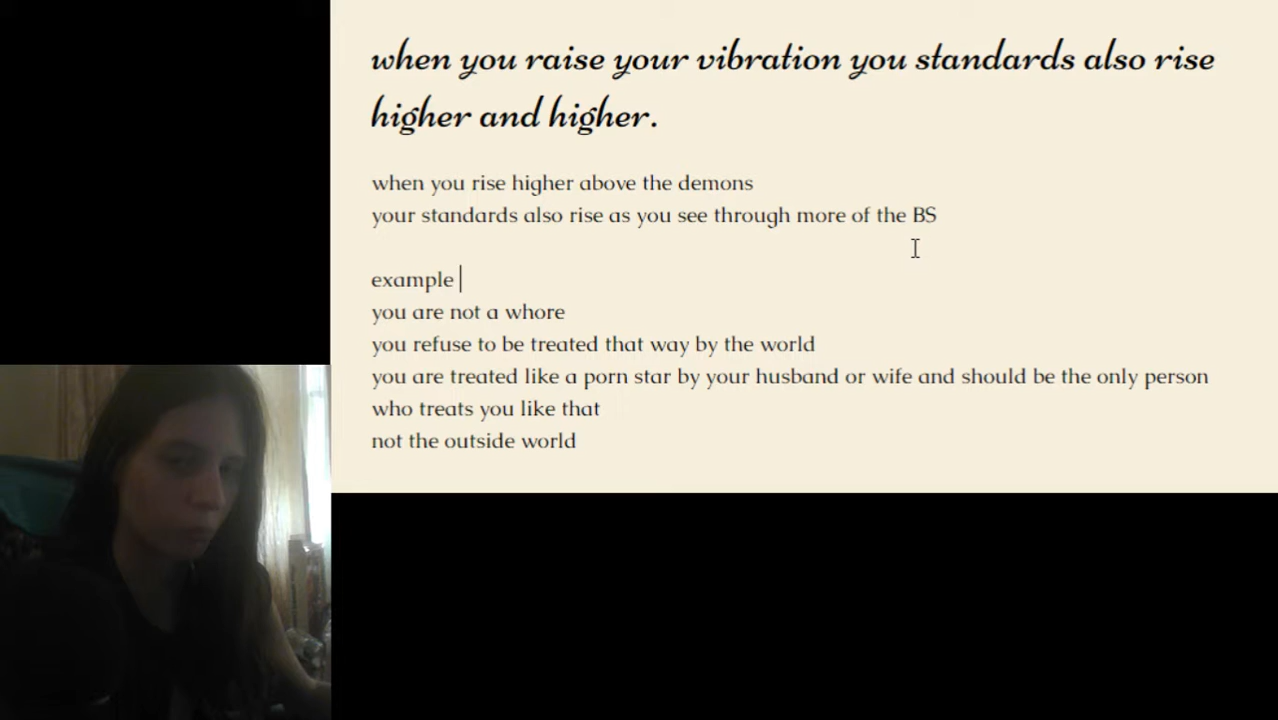 when you raise your vibration you standards also rise
higher and higher.
when you rise higher above the demons
your standards also rise as you see through more of the BS
example
you are not a whore
you refuse to be treated that way by the world
you are treated like a porn star by your husband or wife and should be the only person
who treats you like that
not the outside world